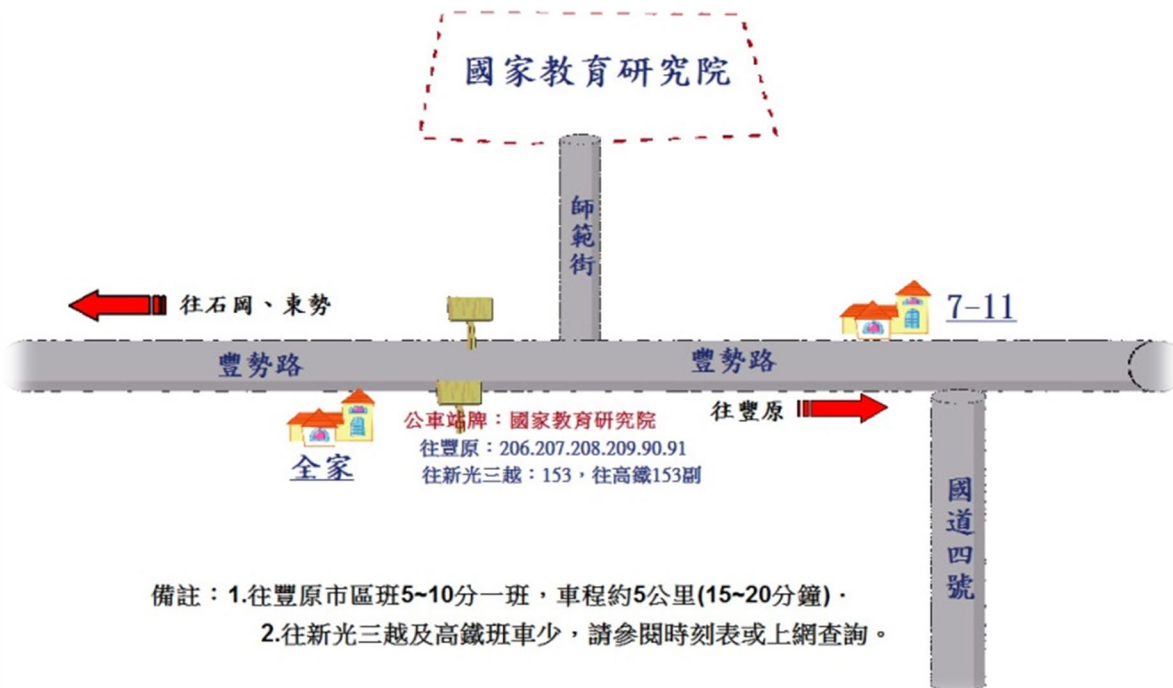 國家教育研究院
師範街
往石岡、東勢
7-11
豐勢路
豐勢路
往豐原
全家
公車站牌：國家教育研究院
往豐原：206.207.208.209.90.91
往新光三越：153，往高鐵153副
國道四號
備註：1.往豐原市區班5~10分一班，車程約5公里(15~20分鐘)．
2.往新光三越及高鐵班車少，請參閱時刻表或上網查詢。